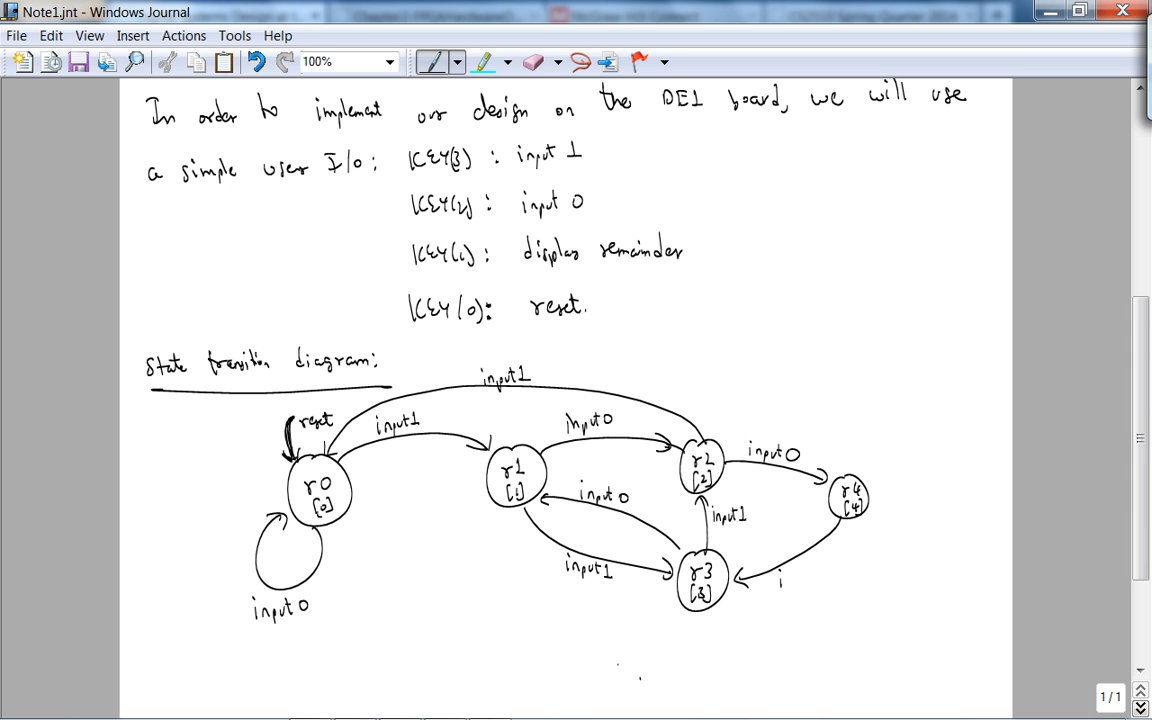 Note1.jnt - Windows Journal
File Edit View Insert Actions Tools Help
100%
In order to implement our design on the DE1 board, we will use
a simple user I/O: KEY(3) : input 1
KEY(2) : input 0
KEY(1) : display remainder
KEY(0): reset.
State transition diagram:
input1
reset
input1
input0
input0
r0
[0]
r1
[1]
r2
[2]
r4
[4]
input0
input1
input1
r3
[3]
i
input0
1 / 1